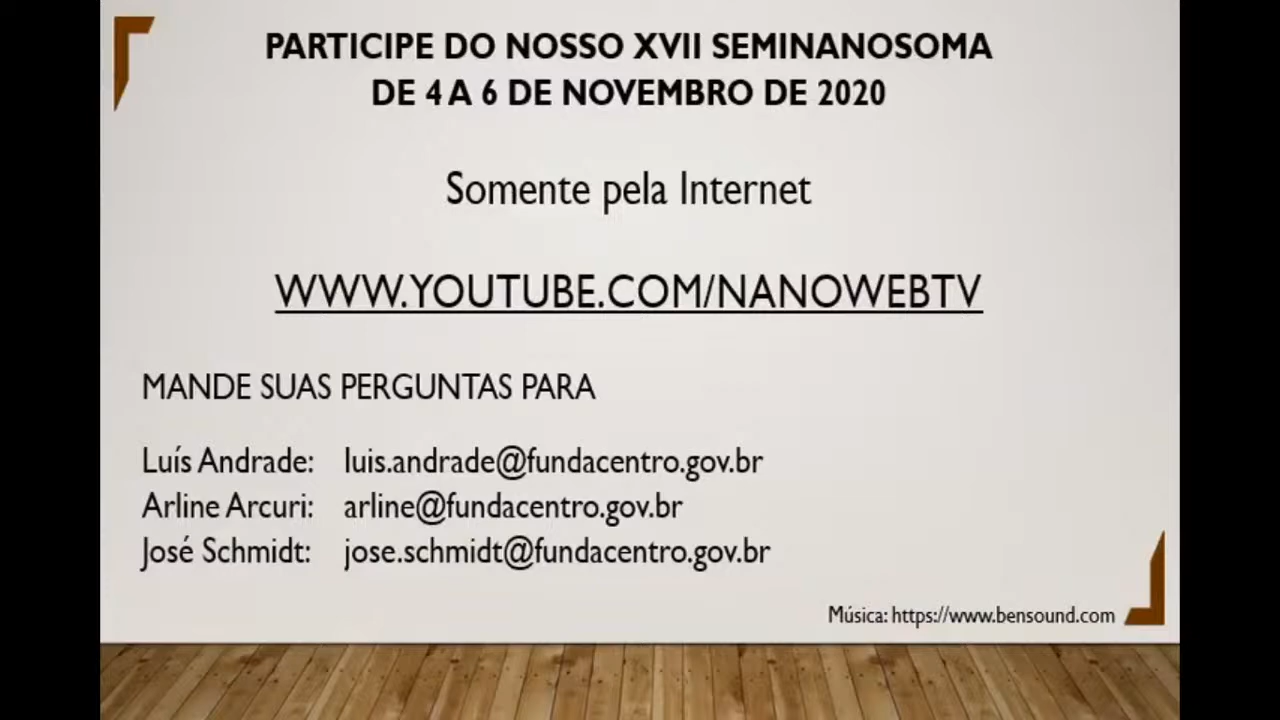 PARTICIPE DO NOSSO XVII SEMINANOSOMA
DE 4 A 6 DE NOVEMBRO DE 2020
Somente pela Internet
WWW.YOUTUBE.COM/NANOWEBTV
MANDE SUAS PERGUNTAS PARA
Luís Andrade: luis.andrade@fundacentro.gov.br
Arline Arcuri: arline@fundacentro.gov.br
José Schmidt: jose.schmidt@fundacentro.gov.br
Música: https://www.bensound.com